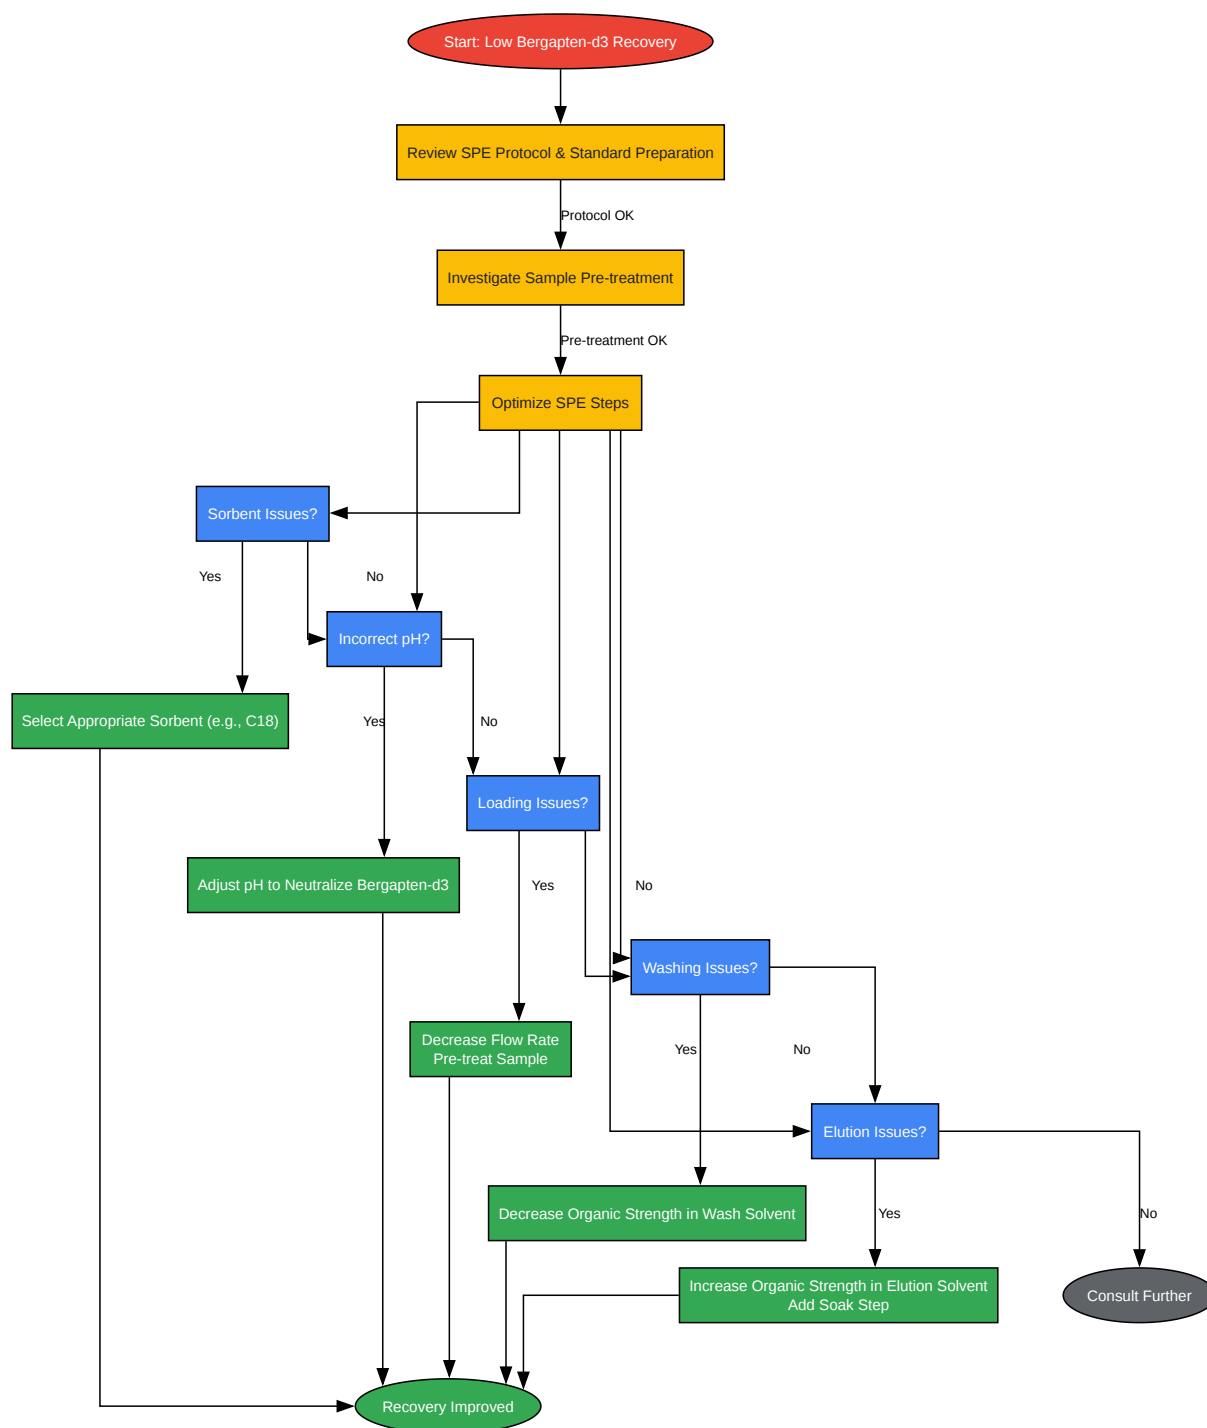 Start: Low Bergapten-d3 Recovery
Review SPE Protocol & Standard Preparation
Protocol OK
Investigate Sample Pre-treatment
Pre-treatment OK
Optimize SPE Steps
Sorbent Issues?
Yes
No
Incorrect pH?
Select Appropriate Sorbent (e.g., C18)
Yes
No
Loading Issues?
Adjust pH to Neutralize Bergapten-d3
Yes
No
Washing Issues?
Decrease Flow Rate
Pre-treat Sample
Yes
No
Elution Issues?
Decrease Organic Strength in Wash Solvent
Yes
No
Increase Organic Strength in Elution Solvent
Add Soak Step
Consult Further
Recovery Improved